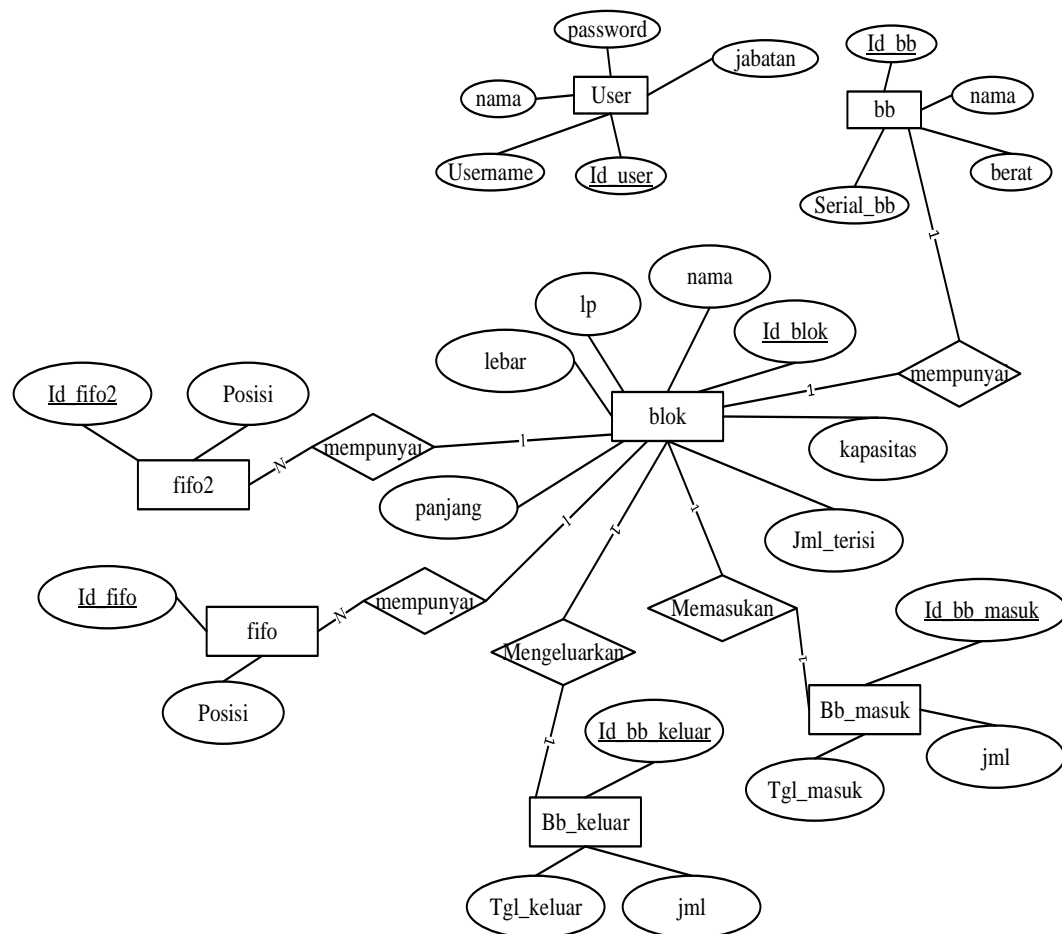 password
Id_bb
jabatan
User
nama
nama
bb
Username
Id_user
berat
Serial_bb
1
nama
lp
Id_blok
lebar
mempunyai
1
Id_fifo2
Posisi
blok
mempunyai
1
kapasitas
N
fifo2
panjang
1
1
1
Jml_terisi
Id_fifo
mempunyai
N
Memasukan
Id_bb_masuk
fifo
Mengeluarkan
1
Posisi
Bb_masuk
Id_bb_keluar
1
jml
Tgl_masuk
Bb_keluar
Tgl_keluar
jml